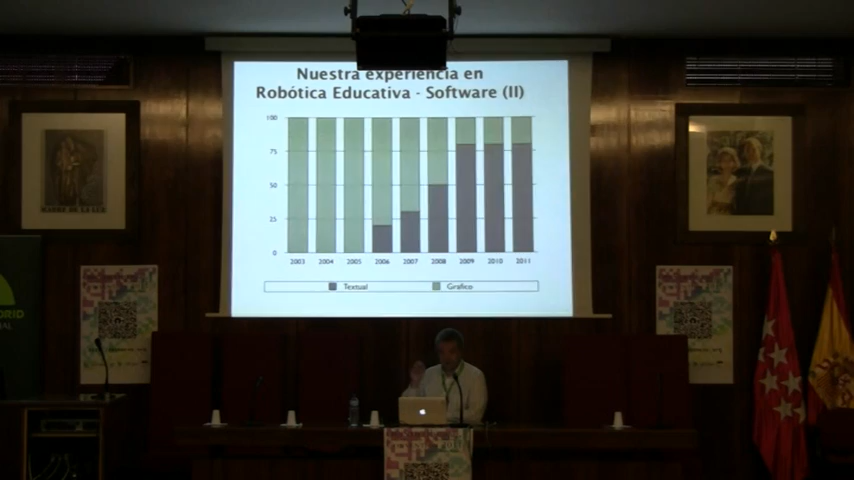 Nuestra experiencia en
Robótica Educativa - Software (II)
100
75
50
25
0
2003 2004 2005 2006 2007 2008 2009 2010 2011
Textual Grafico